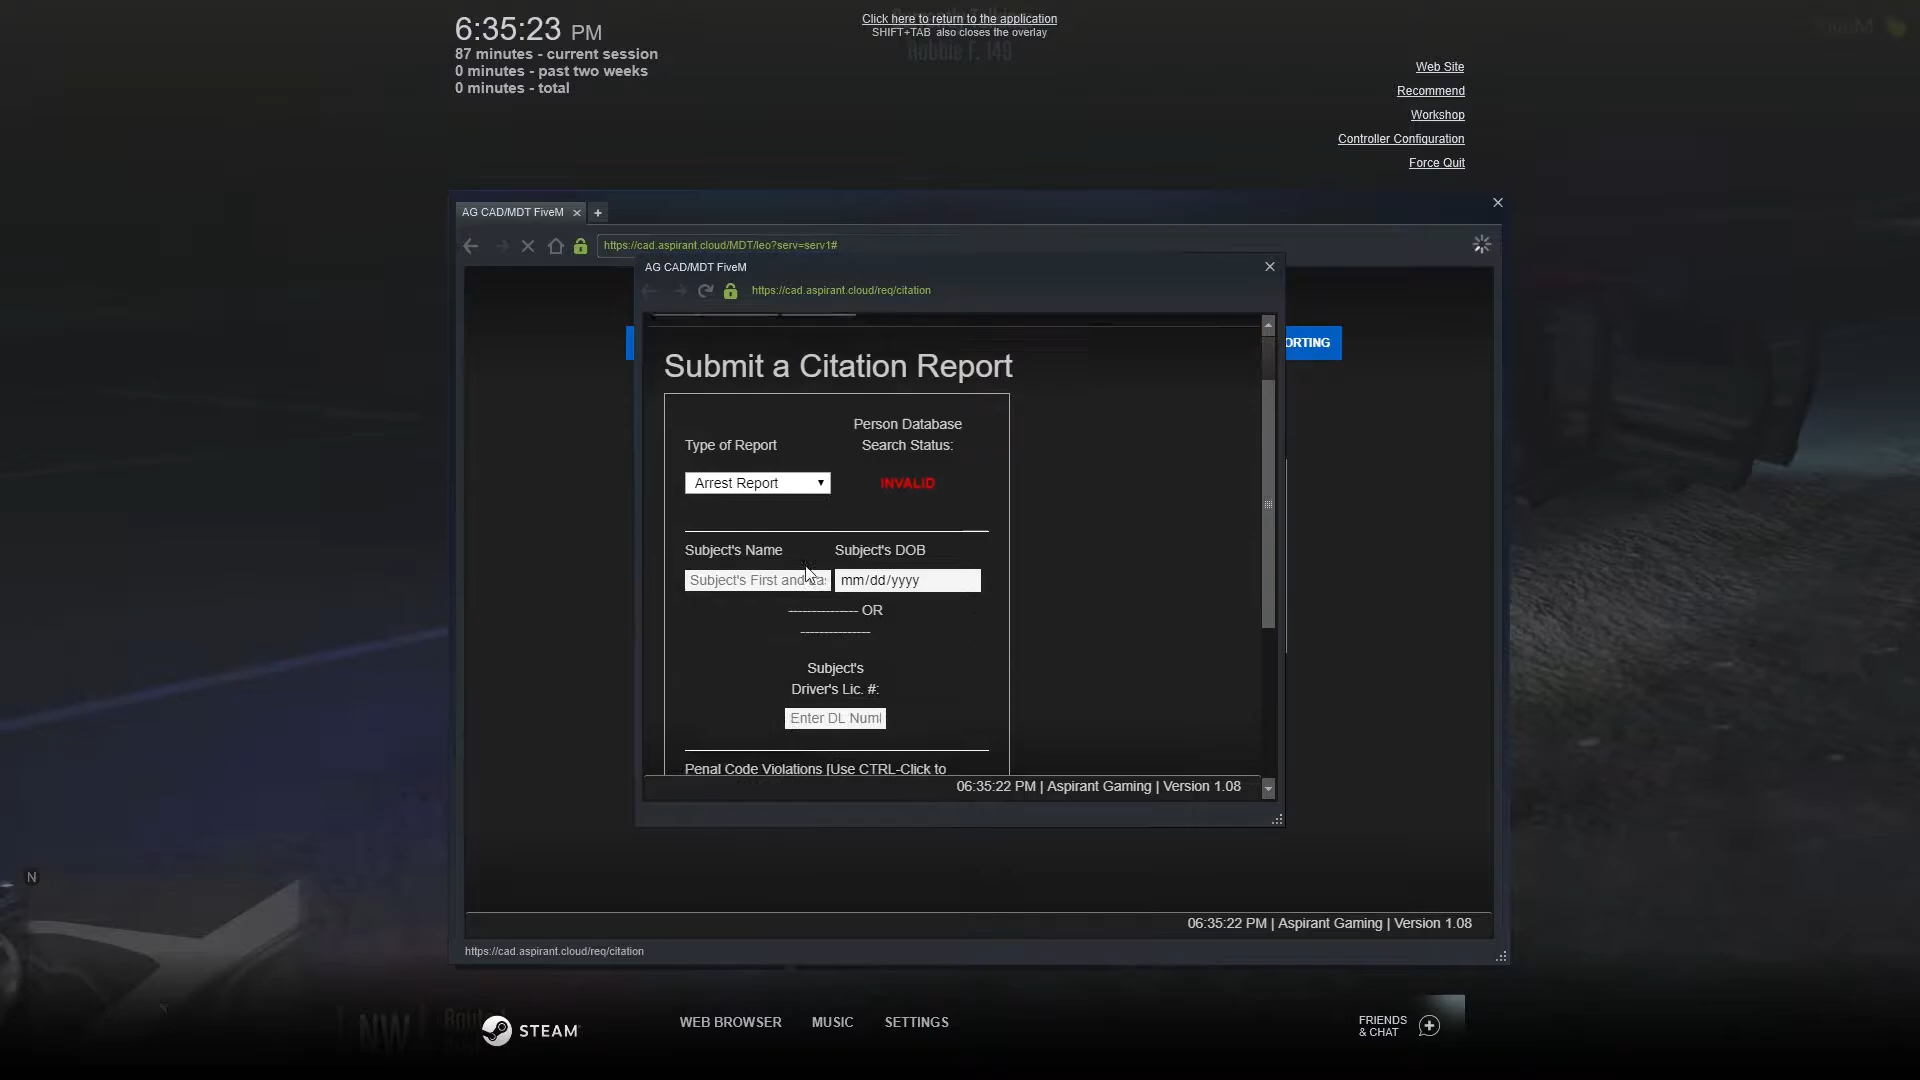 6:35:23 PM
87 minutes - current session
0 minutes - past two weeks
0 minutes - total
Click here to return to the application
SHIFT+TAB also closes the overlay
Robbie F. 149
Web Site
Recommend
Workshop
Controller Configuration
Force Quit
AG CAD/MDT FiveM
https://cad.aspirant.cloud/MDT/leo?serv=serv1#
AG CAD/MDT FiveM
https://cad.aspirant.cloud/req/citation
ORTING
Submit a Citation Report
Person Database
Type of Report
Search Status:
Arrest Report
INVALID
Subject's Name
Subject's DOB
Subject's First and
mm/dd/yyyy
--------------- OR
---------------
Subject's
Driver's Lic. #:
Enter DL Num
Penal Code Violations [Use CTRL-Click to
06:35:22 PM | Aspirant Gaming | Version 1.08
N
06:35:22 PM | Aspirant Gaming | Version 1.08
https://cad.aspirant.cloud/req/citation
NW
STEAM
WEB BROWSER
MUSIC
SETTINGS
FRIENDS
& CHAT